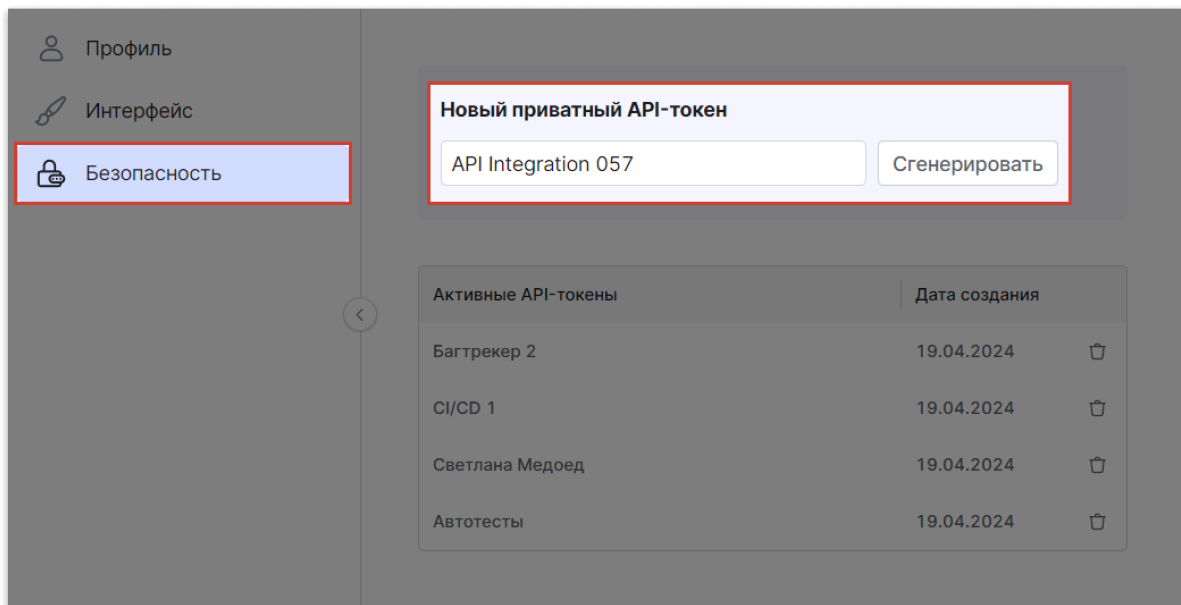 Профиль
Интерфейс
Безопасность
Новый приватный API-токен
API Integration 057
Сгенерировать
Активные API-токены Дата создания
Багтрекер 2 19.04.2024
CI/CD 1 19.04.2024
Светлана Медоед 19.04.2024
Автотесты 19.04.2024